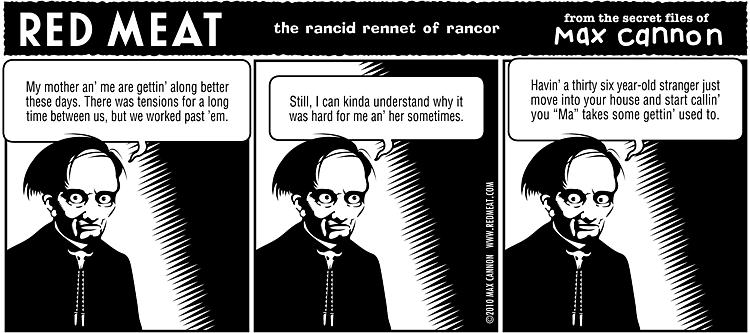 RED MEAT
the rancid rennet of rancor
from the secret files of
Max Cannon
My mother an' me are gettin' along better
these days. There was tensions for a long
time between us, but we worked past 'em.
Still, I can kinda understand why it
was hard for me an' her sometimes.
©2010 MAX CANNON WWW.REDMEAT.COM
Havin' a thirty six year-old stranger just
move into your house and start callin'
you "Ma" takes some gettin' used to.